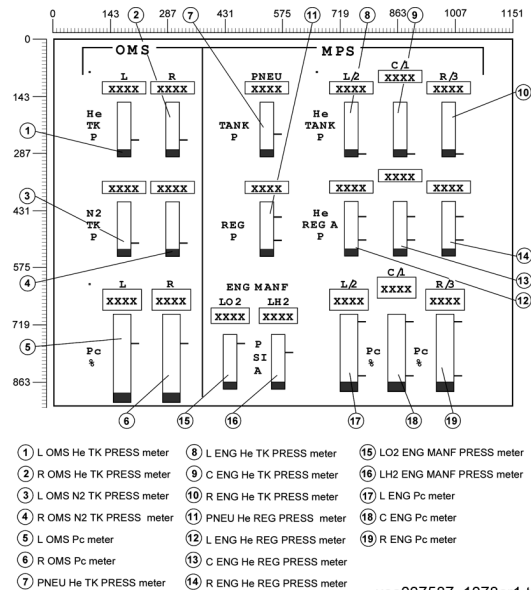 0 143 287 431 575 719 863 1007 1151
2 7 11 8 9
0
143
287
431
575
719
863
OMS MPS
L R PNEU L/2 C/1 R/3
XXXX XXXX XXXX XXXX XXXX XXXX
He TANK He
TK P TANK
P P
1 10
XXXX XXXX XXXX XXXX XXXX XXXX
3
N2 REG He
TK P REG A
P P
4 14
13
12
L R ENG MANF L/2 C/1 R/3
LO2 LH2
XXXX XXXX XXXX XXXX XXXX XXXX XXXX
5
Pc P Pc Pc
% SI % %
A
6 15 16 17 18 19
1 L OMS He TK PRESS meter
2 R OMS He TK PRESS meter
3 L OMS N2 TK PRESS meter
4 R OMS N2 TK PRESS meter
5 L OMS Pc meter
6 R OMS Pc meter
7 PNEU He TK PRESS meter
8 L ENG He TK PRESS meter
9 C ENG He TK PRESS meter
10 R ENG He TK PRESS meter
11 PNEU He REG PRESS meter
12 L ENG He REG PRESS meter
13 C ENG He REG PRESS meter
14 R ENG He REG PRESS meter
15 LO2 ENG MANF PRESS meter
16 LH2 ENG MANF PRESS meter
17 L ENG Pc meter
18 C ENG Pc meter
19 R ENG Pc meter